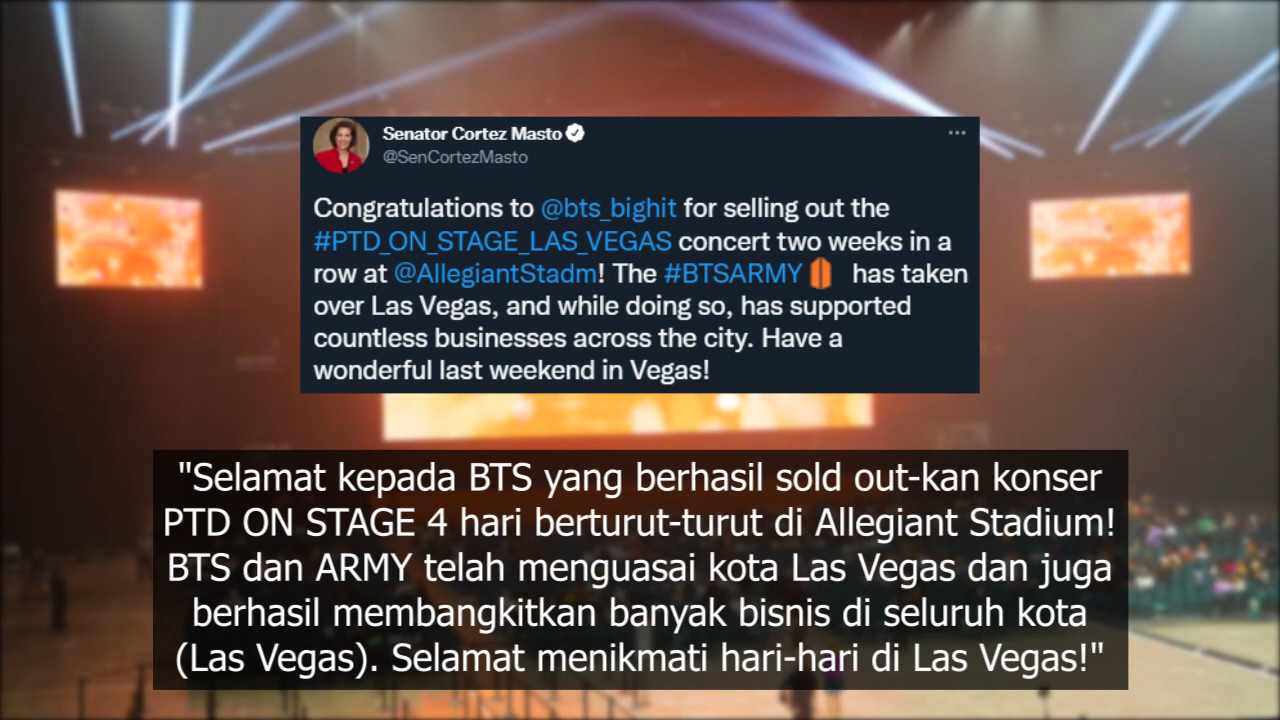 Senator Cortez Masto
@SenCortezMasto
Congratulations to @bts_bighit for selling out the
#PTD_ON_STAGE_LAS_VEGAS concert two weeks in a
row at @AllegiantStadm! The #BTSARMY has taken
over Las Vegas, and while doing so, has supported
countless businesses across the city. Have a
wonderful last weekend in Vegas!
"Selamat kepada BTS yang berhasil sold out-kan konser
PTD ON STAGE 4 hari berturut-turut di Allegiant Stadium!
BTS dan ARMY telah menguasai kota Las Vegas dan juga
berhasil membangkitkan banyak bisnis di seluruh kota
(Las Vegas). Selamat menikmati hari-hari di Las Vegas!"